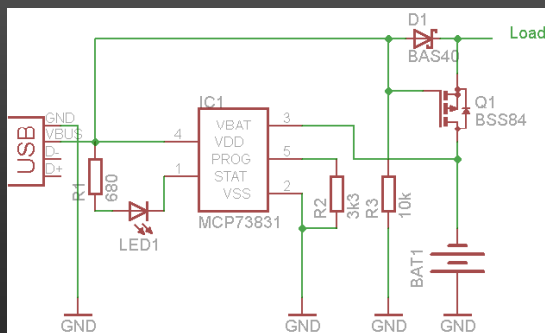 D1
BAS40
Load
IC1
Q1
BSS84
USB
GND
VBUS
D-
D+
4
1
VBAT
VDD
PROG
STAT
VSS
3
5
2
MCP73831
R1
680
LED1
R2
3k3
R3
10k
BAT1
GND
GND
GND
GND